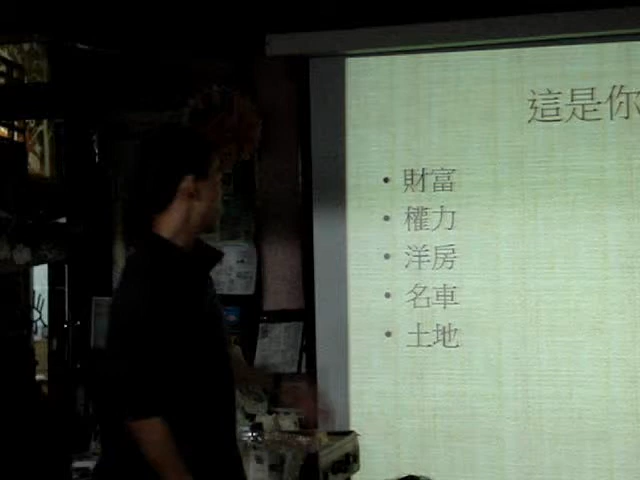 這是你
• 財富
• 權力
• 洋房
• 名車
• 土地